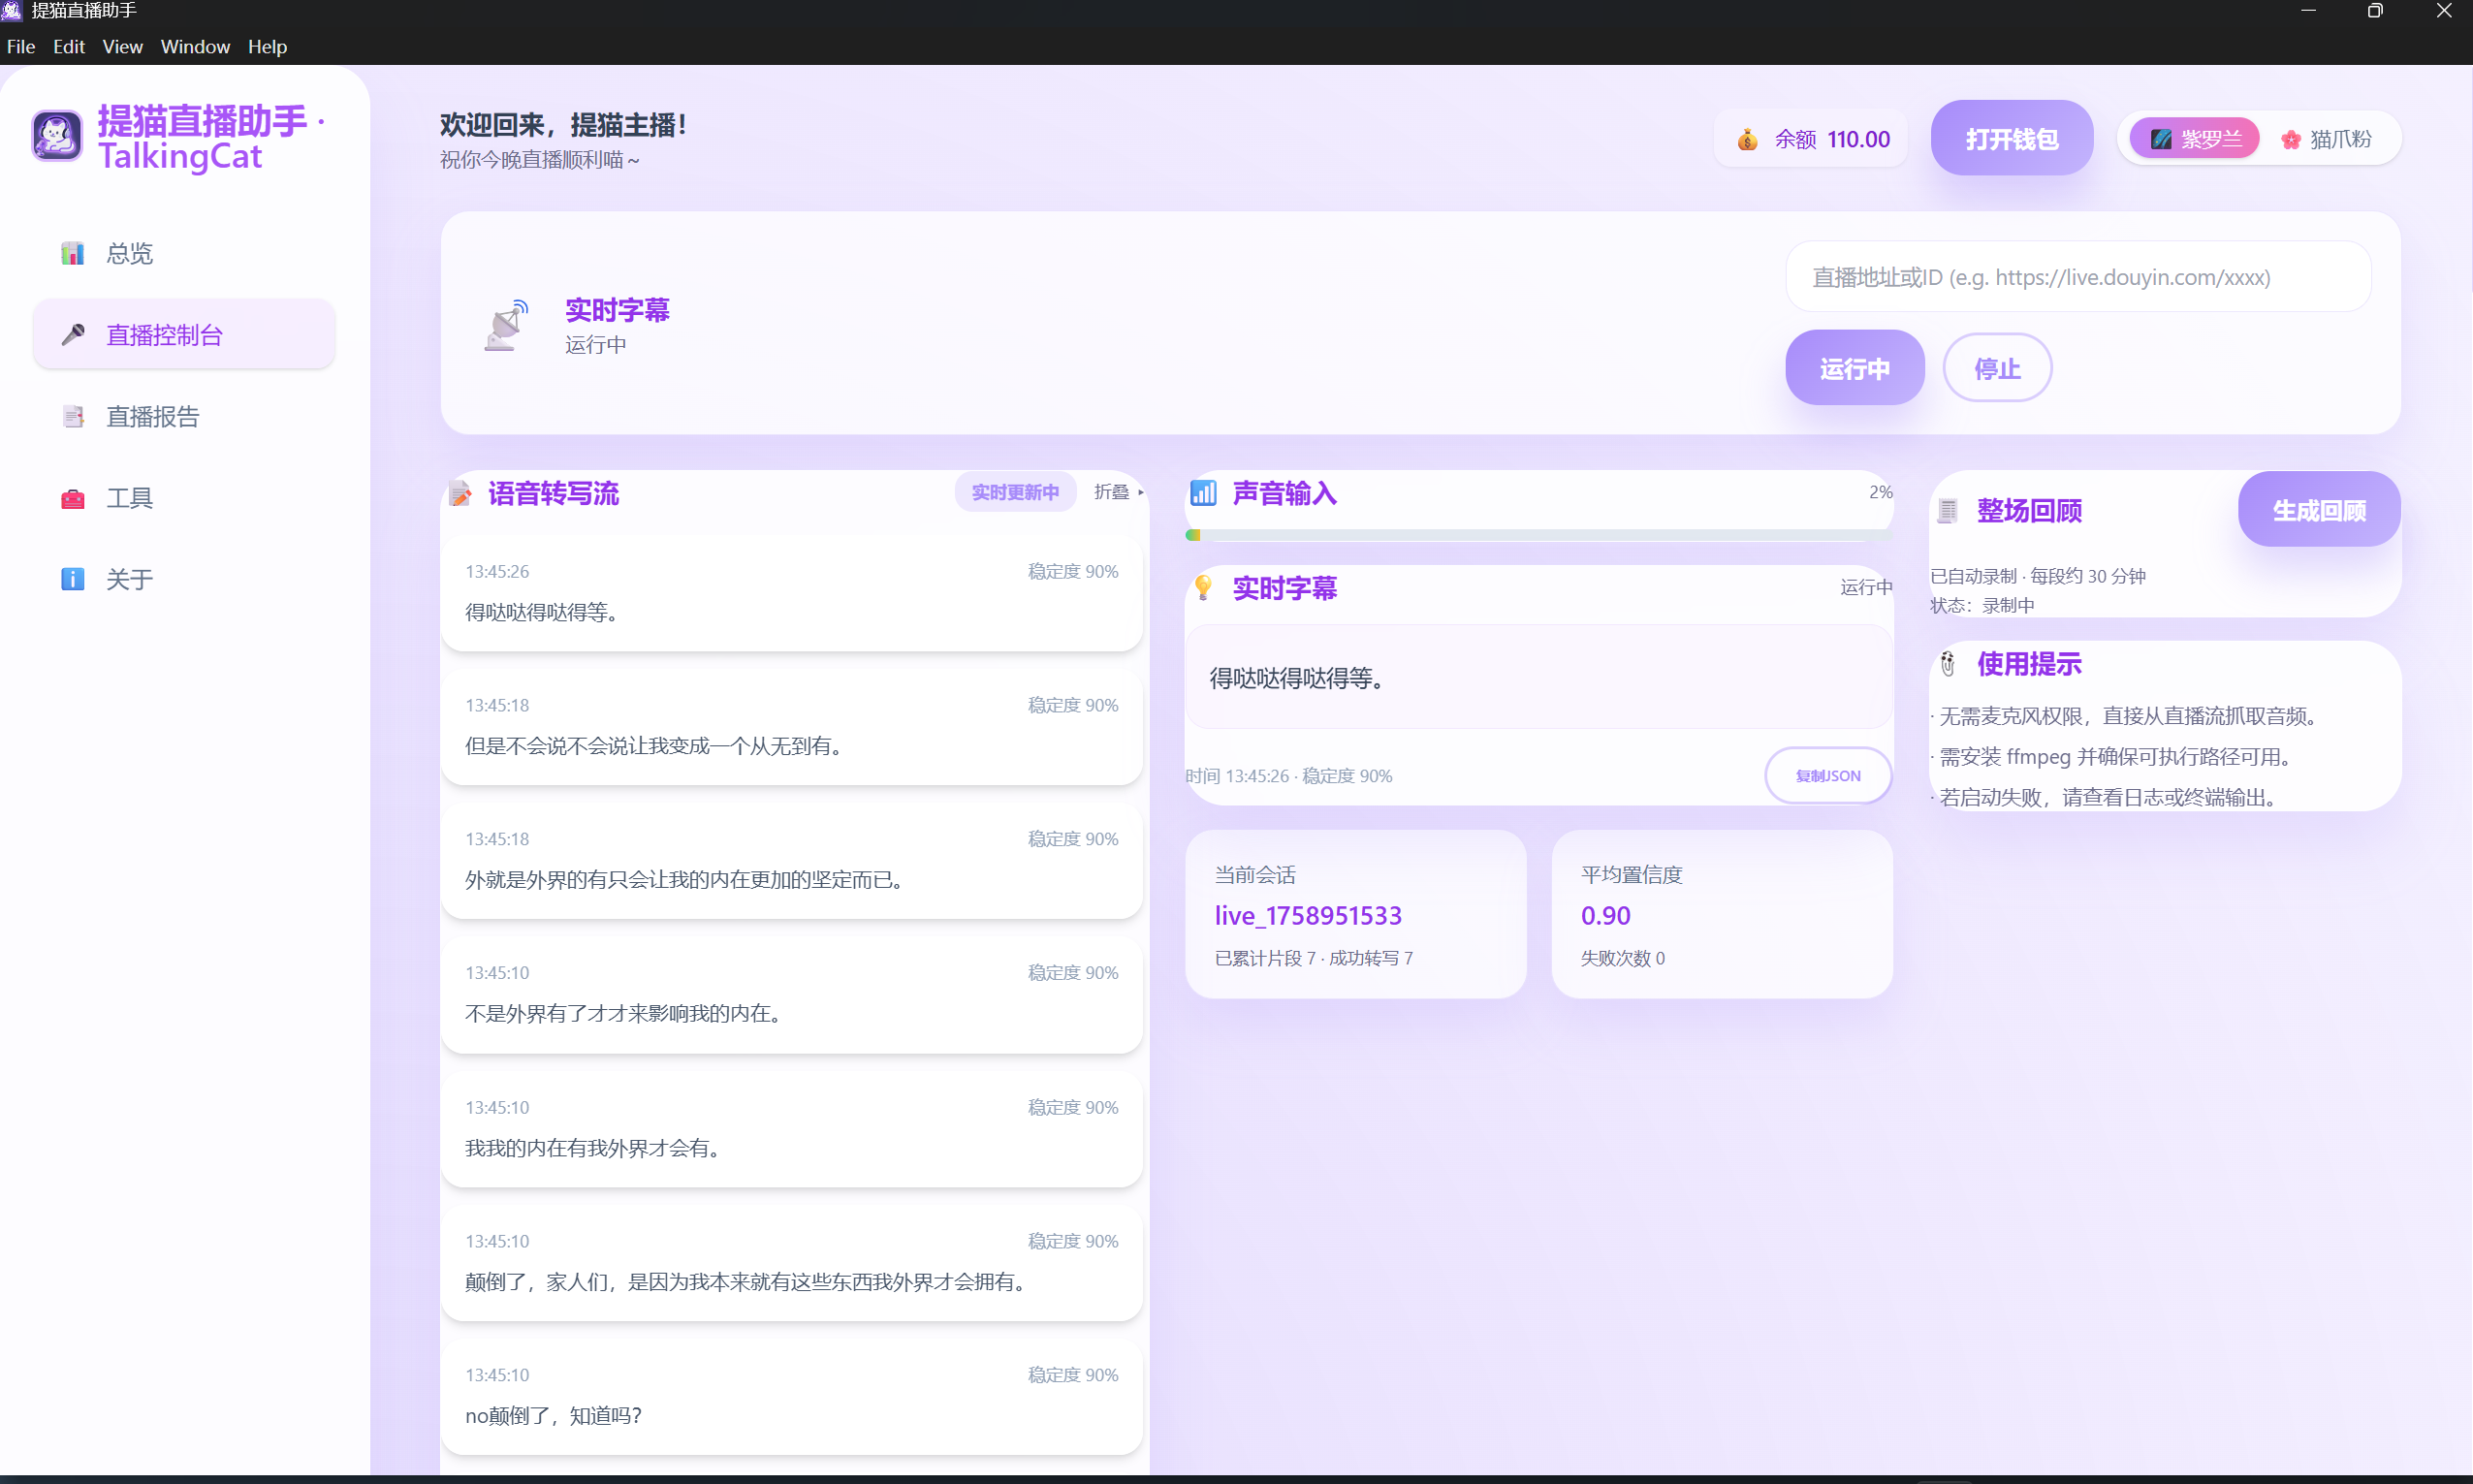 提猫直播助手
File Edit View Window Help
提猫直播助手 ·
TalkingCat
总览
直播控制台
直播报告
工具
关于
欢迎回来，提猫主播！
祝你今晚直播顺利喵～
余额 110.00
打开钱包
紫罗兰
猫爪粉
实时字幕
运行中
直播地址或ID (e.g. https://live.douyin.com/xxxx)
运行中
停止
语音转写流
实时更新中
折叠
13:45:26
稳定度 90%
得哒哒得哒得等。
13:45:18
稳定度 90%
但是不会说不会说让我变成一个从无到有。
13:45:18
稳定度 90%
外就是外界的有只会让我的内在更加的坚定而已。
13:45:10
稳定度 90%
不是外界有了才才来影响我的内在。
13:45:10
稳定度 90%
我我的内在有我外界才会有。
13:45:10
稳定度 90%
颠倒了，家人们，是因为我本来就有这些东西我外界才会拥有。
13:45:10
稳定度 90%
no颠倒了，知道吗？
声音输入
2%
实时字幕
运行中
得哒哒得哒得等。
时间 13:45:26 · 稳定度 90%
复制JSON
当前会话
live_1758951533
已累计片段 7 · 成功转写 7
平均置信度
0.90
失败次数 0
整场回顾
生成回顾
已自动录制 · 每段约 30 分钟
状态：录制中
使用提示
· 无需麦克风权限，直接从直播流抓取音频。
· 需安装 ffmpeg 并确保可执行路径可用。
· 若启动失败，请查看日志或终端输出。